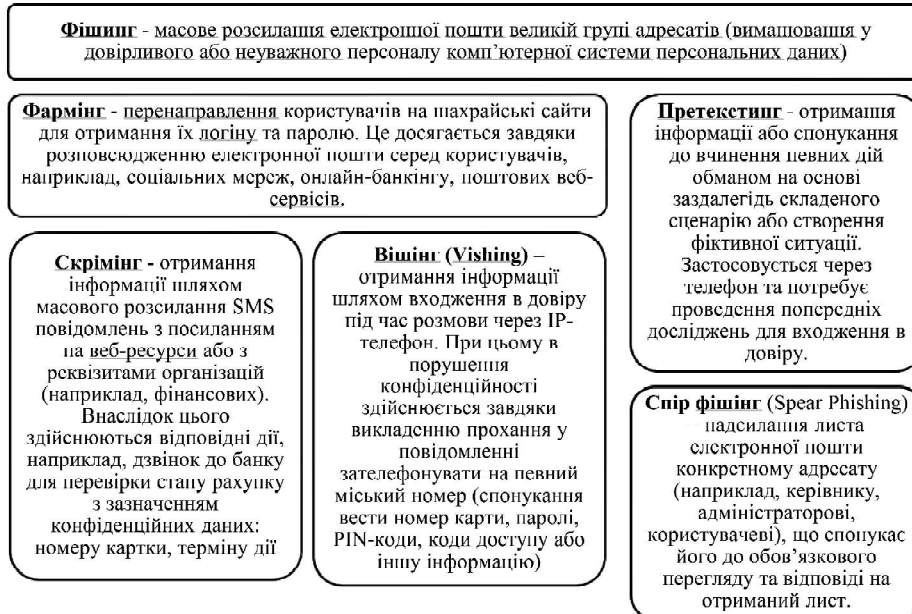 Фішинг - масове розсилання електронної пошти великій групі адресатів (виманювання у
довірливого або неуважного персоналу комп’ютерної системи персональних даних)
Фармінг - перенаправлення користувачів на шахрайські сайти
для отримання їх логіну та паролю. Це досягається завдяки
розповсюдженню електронної пошти серед користувачів,
наприклад, соціальних мереж, онлайн-банкінгу, поштових веб-
сервісів.
Претекстинг - отримання
інформації або спонукання
до вчинення певних дій
обманом на основі
заздалегідь складеного
сценарію або створення
фіктивної ситуації.
Застосовується через
телефон та потребує
проведення попередніх
досліджень для входження в
довіру.
Скрімінг - отримання
інформації шляхом
масового розсилання SMS
повідомлень з посиланням
на веб-ресурси або з
реквізитами організацій
(наприклад, фінансових).
Внаслідок цього
здійснюються відповідні дії,
наприклад, дзвінок до банку
для перевірки стану рахунку
з зазначенням
конфіденційних даних:
номеру картки, терміну дії
Вішінг (Vishing) –
отримання інформації
шляхом входження в довіру
під час розмови через IP-
телефон. При цьому в
порушення
конфіденційності
здійснюється завдяки
викладенню прохання у
повідомленні
зателефонувати на певний
міський номер (спонукання
вести номер карти, паролі,
PIN-коди, коди доступу або
іншу інформацію)
Спір фішінг (Spear Phishing)
– надсилання листа
електронної пошти
конкретному адресату
(наприклад, керівнику,
адміністраторові,
користувачеві), що спонукає
його до обов’язкового
перегляду та відповіді на
отриманий лист.